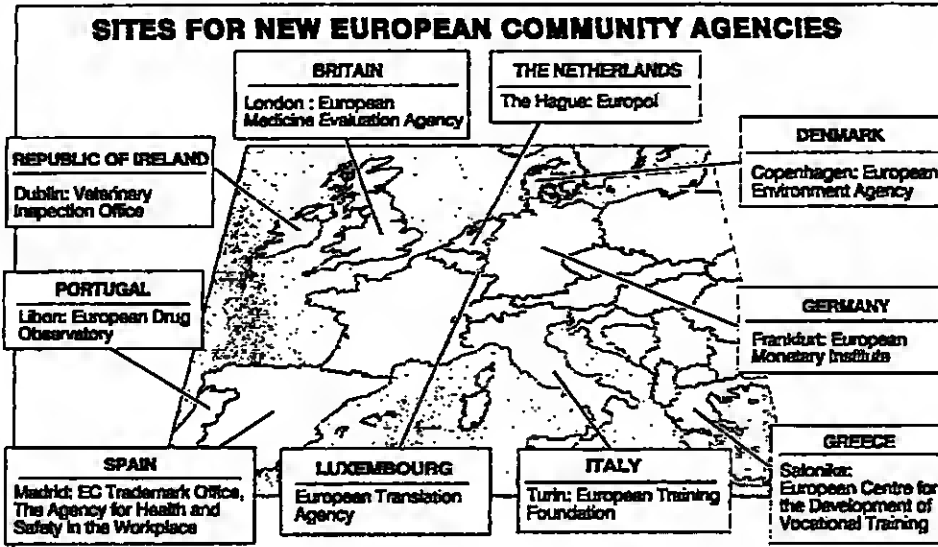 SITES FOR NEW EUROPEAN COMMUNITY AGENCIES
BRITAIN
London : European
Medicine Evaluation Agency
THE NETHERLANDS
The Hague: Europol
DENMARK
Copenhagen: European
Environment Agency
REPUBLIC OF IRELAND
Dublin: Veterinary
Inspection Office
PORTUGAL
Libon: European Drug
Observatory
GERMANY
Frankfurt: European
Monetary Institute
SPAIN
Madrid: EC Trademark Office,
The Agency for Health and
Safety in the Workplace
LUXEMBOURG
European Translation
Agency
ITALY
Turin: European Training
Foundation
GREECE
Salonika:
European Centre for
the Development of
Vocational Training